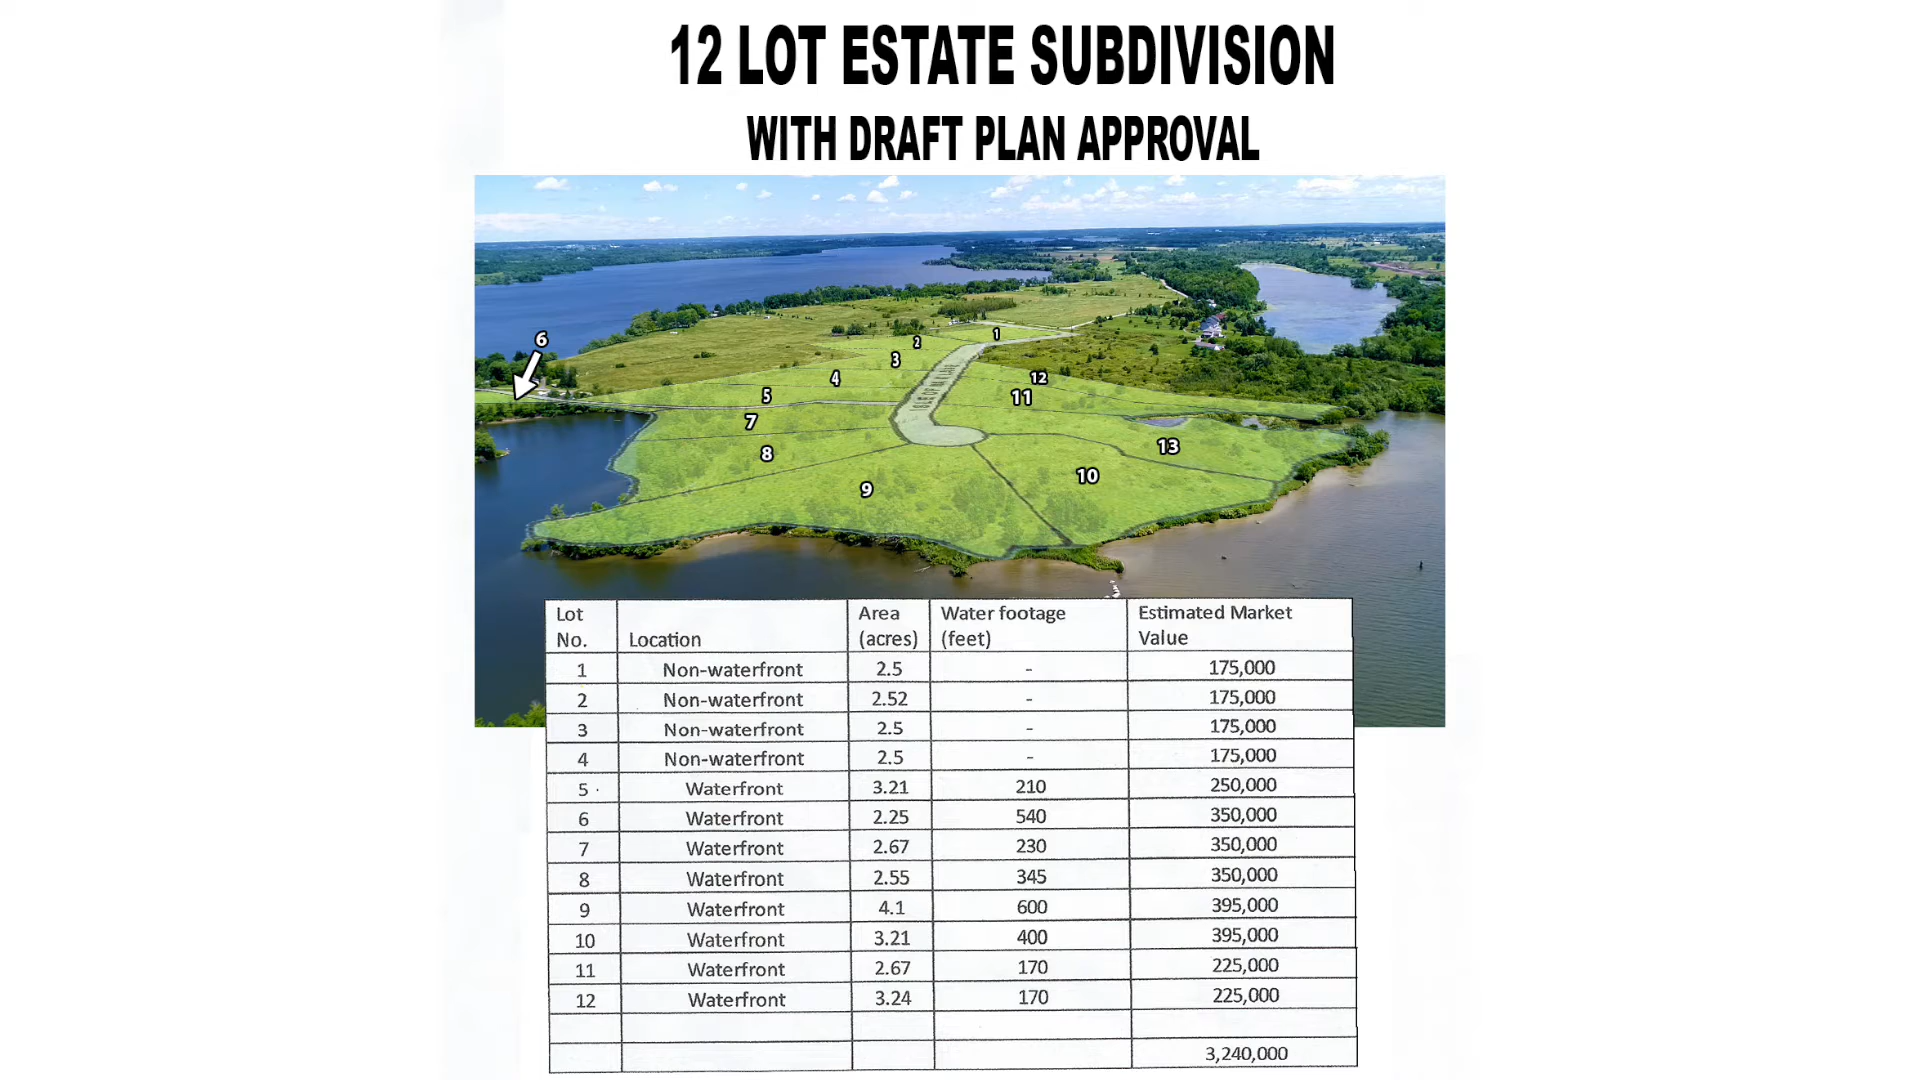 12 LOT ESTATE SUBDIVISION
WITH DRAFT PLAN APPROVAL
6
1
2
3
12
4
5
11
7
13
8
10
9
Lot No. Location Area (acres) Water footage (feet) Estimated Market Value
1 Non-waterfront 2.5 - 175,000
2 Non-waterfront 2.52 - 175,000
3 Non-waterfront 2.5 - 175,000
4 Non-waterfront 2.5 - 175,000
5 Waterfront 3.21 210 250,000
6 Waterfront 2.25 540 350,000
7 Waterfront 2.67 230 350,000
8 Waterfront 2.55 345 350,000
9 Waterfront 4.1 600 395,000
10 Waterfront 3.21 400 395,000
11 Waterfront 2.67 170 225,000
12 Waterfront 3.24 170 225,000
3,240,000